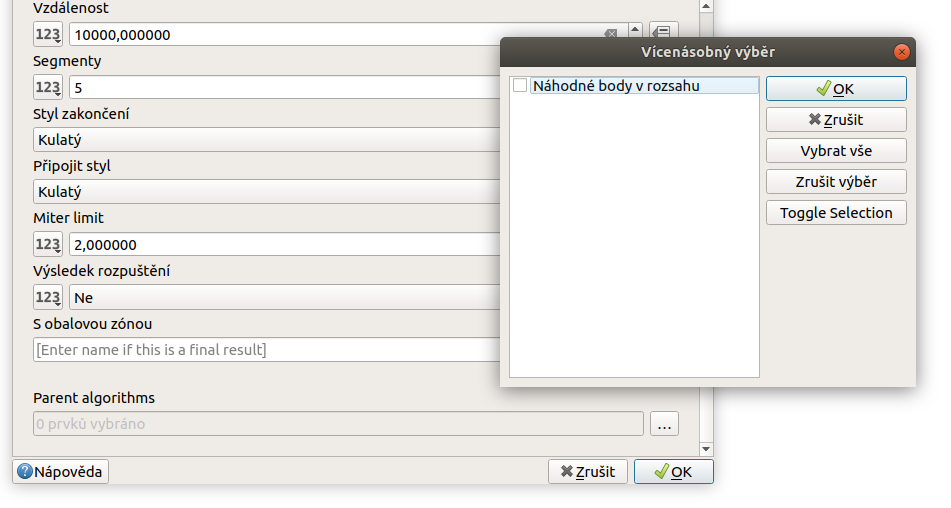 Vzdálenost
123 10000,000000
Segmenty
123 5
Styl zakončení
Kulatý
Připojit styl
Kulatý
Miter limit
123 2,000000
Výsledek rozpuštění
123 Ne
S obalovou zónou
[Enter name if this is a final result]
Parent algorithms
0 prvků vybráno …
Nápověda Zrušit OK
Vícenásobný výběr
Náhodné body v rozsahu
OK
Zrušit
Vybrat vše
Zrušit výběr
Toggle Selection